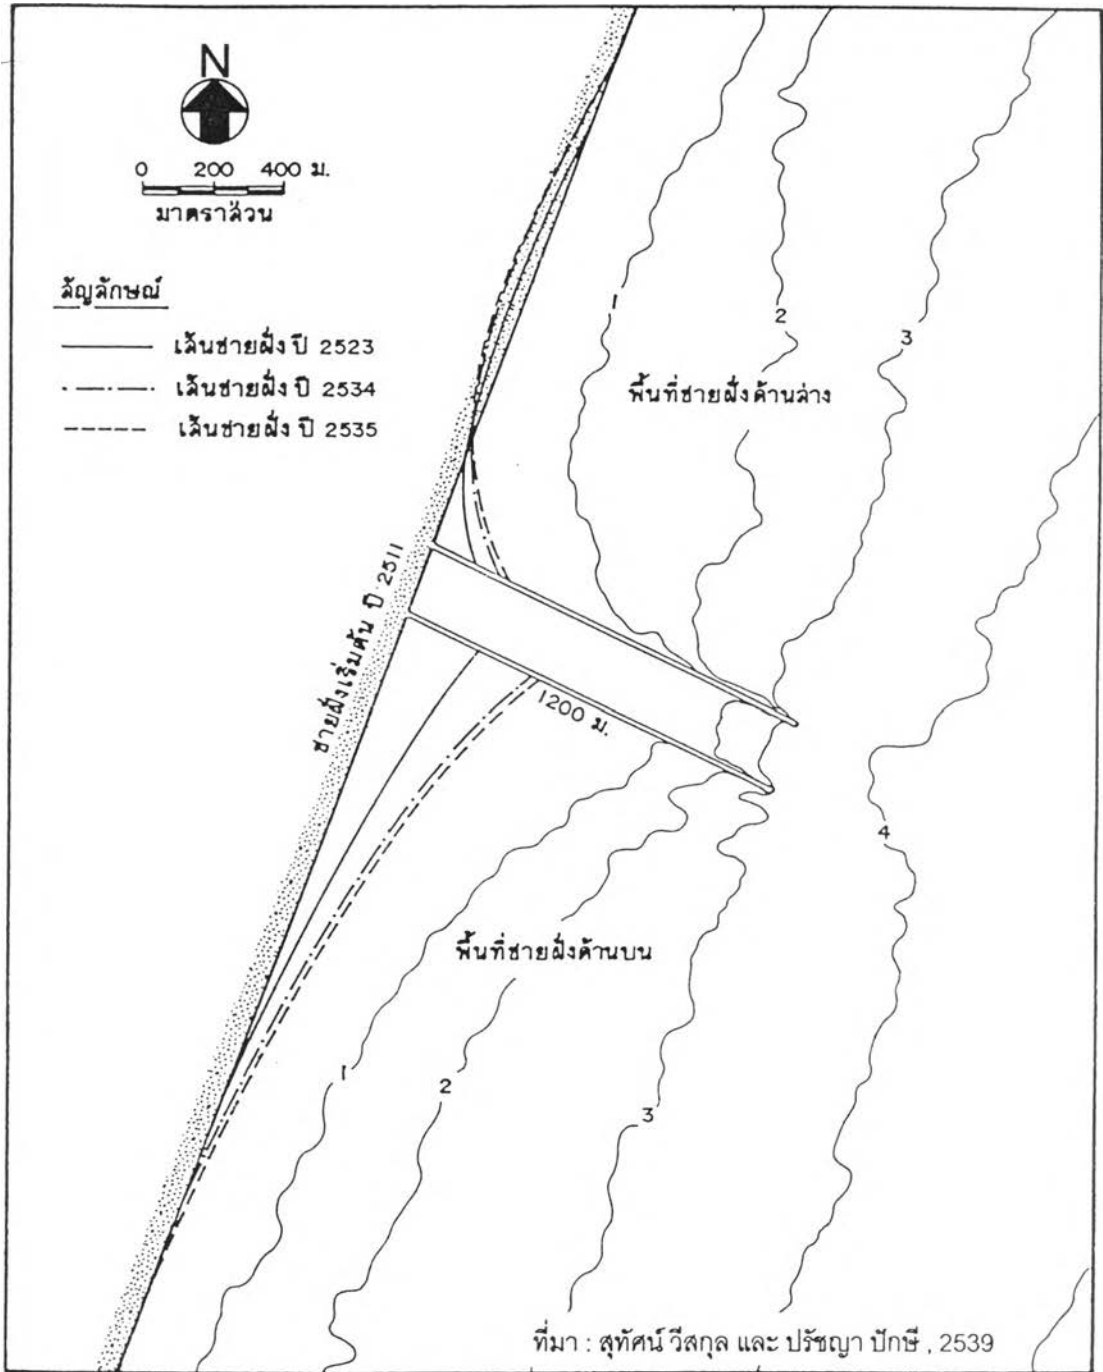 N
0 200 400 ม.
มาตราส่วน
สัญลักษณ์
เส้นชายฝั่ง ปี 2523
เส้นชายฝั่ง ปี 2534
เส้นชายฝั่ง ปี 2535
1
2
3
พื้นที่ชายฝั่งด้านล่าง
ชายฝั่งเริ่มต้น ปี 2511
1200 ม.
4
พื้นที่ชายฝั่งด้านบน
1
2
3
ที่มา : สุทัศน์ วีสกุล และ ปรัชญา ปักษี , 2539